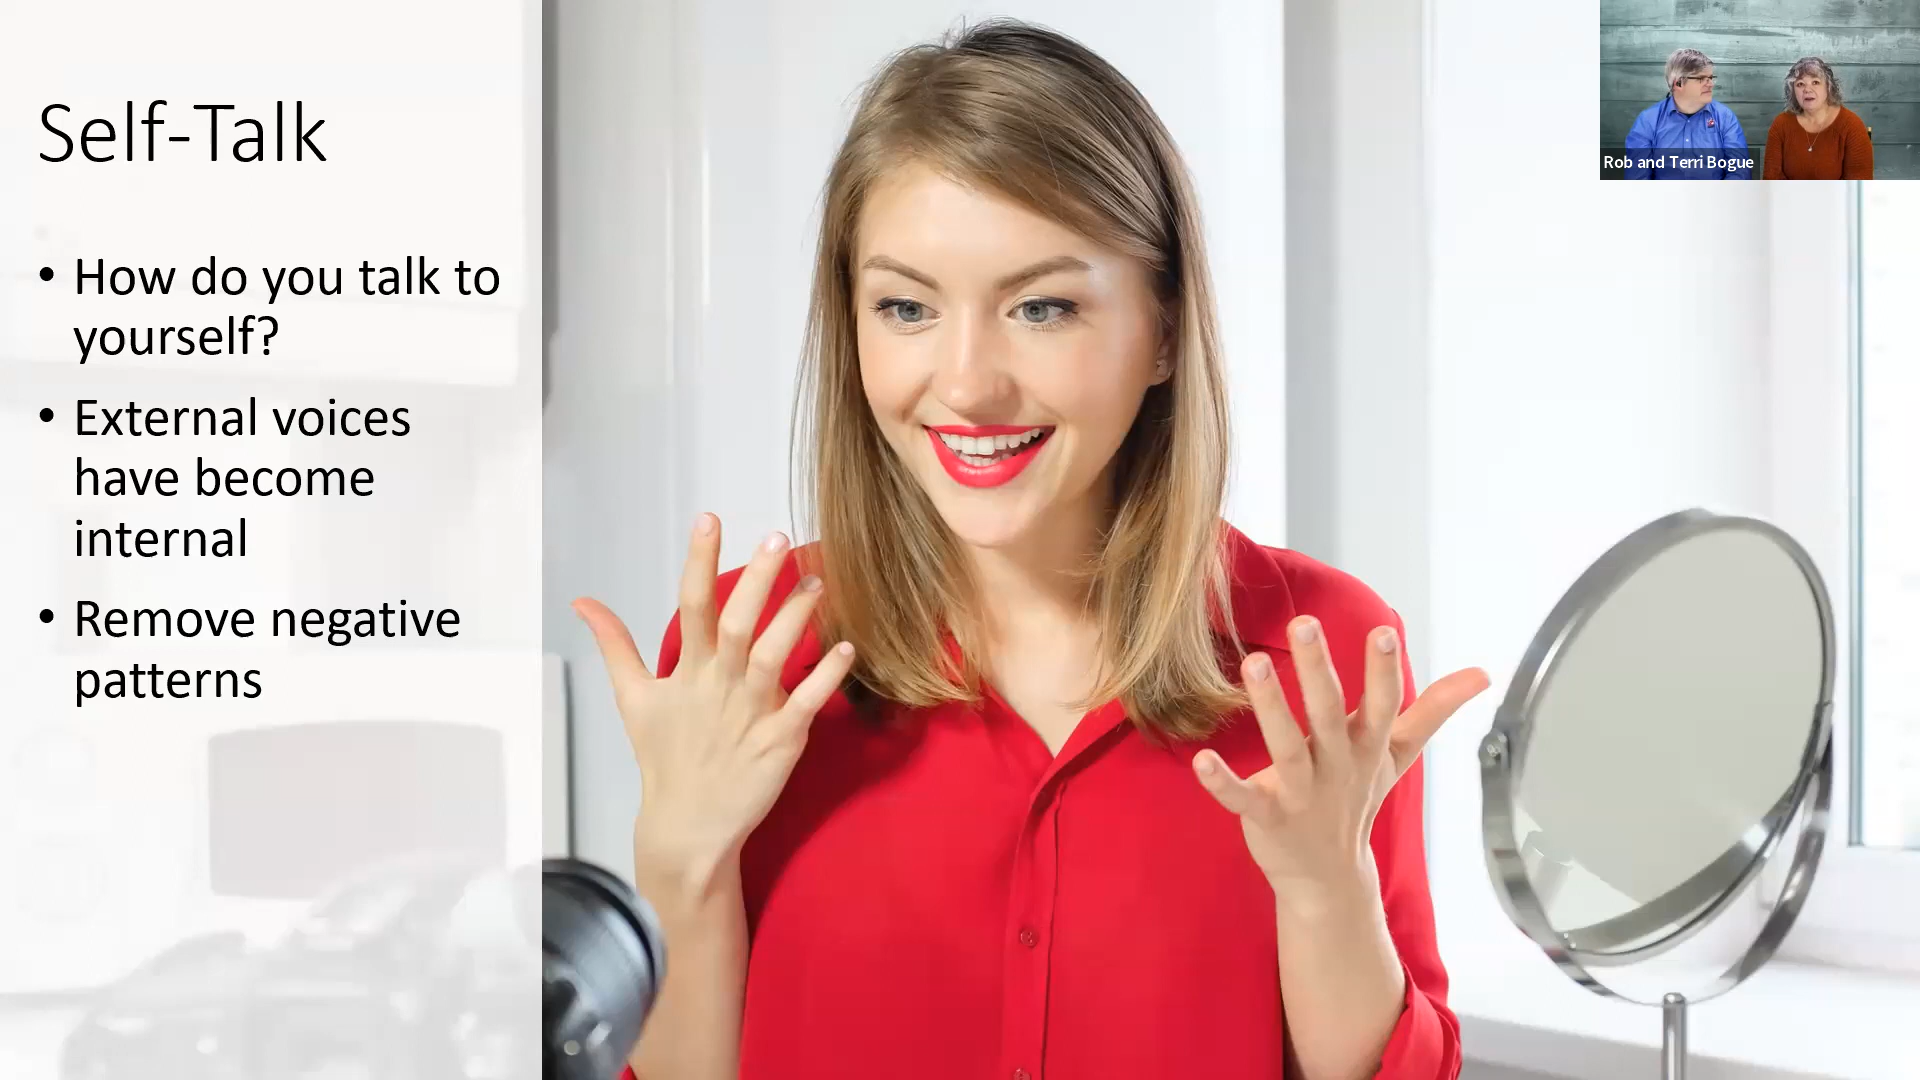 Self-Talk
• How do you talk to
yourself?
• External voices
have become
internal
• Remove negative
patterns
Rob and Terri Bogue